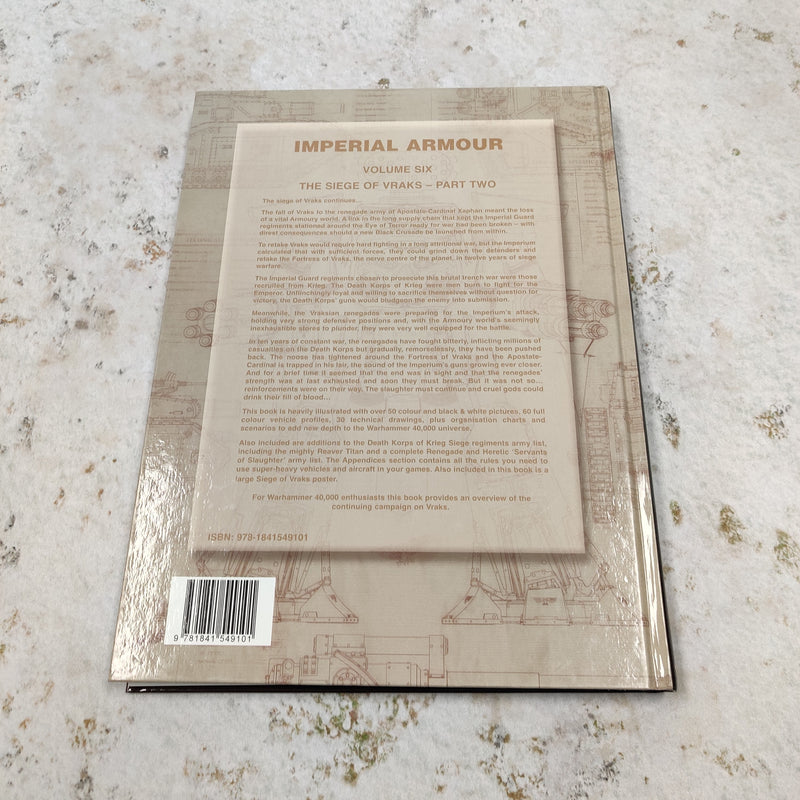 IMPERIAL ARMOUR
VOLUME SIX
THE SIEGE OF VRAKS – PART TWO
The siege of Vraks continues...
The fall of Vraks to the renegade army of Apostate-Cardinal Xaphan meant the loss
of a vital Armoury world. A link in the long supply chain that kept the Imperial Guard
regiments stationed around the Eye of Terror ready for war had been broken – with
direct consequences should a new Black Crusade be launched from within.
To retake Vraks would require hard fighting in a long attritional war, but the Imperium
calculated that with sufficient forces, they could grind down the defenders and
retake the Fortress of Vraks, the nerve centre of the planet, in twelve years of siege
warfare.
The Imperial Guard regiments chosen to prosecute this brutal trench war were those
recruited from Krieg. The Death Korps of Krieg were men born to fight for the
Emperor. Unflinchingly loyal and willing to sacrifice themselves without question for
victory, the Death Korps' guns would bludgeon the enemy into submission.
Meanwhile, the Vraksian renegades were preparing for the Imperium's attack,
holding very strong defensive positions and, with the Armoury world's seemingly
inexhaustible stores to plunder, they were very well equipped for the battle.
In ten years of constant war, the renegades have fought bitterly, inflicting millions of
casualties on the Death Korps but gradually, remorselessly, they have been pushed
back. The noose has tightened around the Fortress of Vraks and the Apostate-
Cardinal is trapped in his lair, the sound of the Imperium's guns growing ever closer.
And for a brief time it seemed that the end was in sight and that the renegades'
strength was at last exhausted and soon they must break. But it was not so...
reinforcements were on their way. The slaughter must continue and cruel gods could
drink their fill of blood...
This book is heavily illustrated with over 50 colour and black & white pictures, 60 full
colour vehicle profiles, 30 technical drawings, plus organisation charts and
scenarios to add new depth to the Warhammer 40,000 universe.
Also included are additions to the Death Korps of Krieg Siege regiments army list,
including the mighty Reaver Titan and a complete Renegade and Heretic 'Servants
of Slaughter' army list. The Appendices section contains all the rules you need to
use super-heavy vehicles and aircraft in your games. Also included in this book is a
large Siege of Vraks poster.
For Warhammer 40,000 enthusiasts this book provides an overview of the
continuing campaign on Vraks.
ISBN: 978-1841549101
9 781841 549101